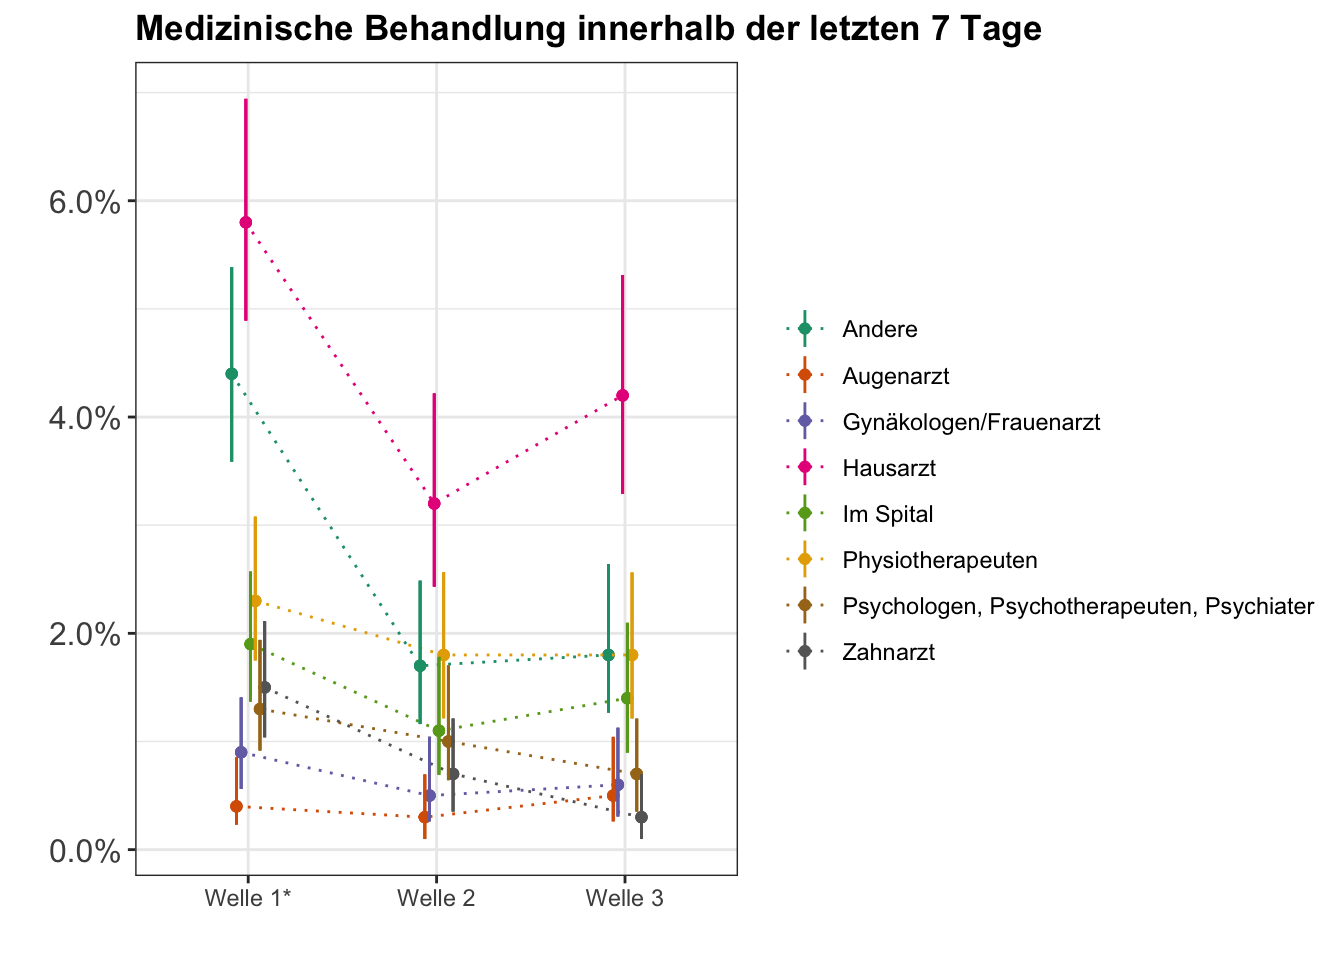 Medizinische Behandlung innerhalb der letzten 7 Tage
6.0%
4.0%
2.0%
0.0%
Welle 1*
Welle 2
Welle 3
Andere
Augenarzt
Gynäkologen/Frauenarzt
Hausarzt
Im Spital
Physiotherapeuten
Psychologen, Psychotherapeuten, Psychiater
Zahnarzt